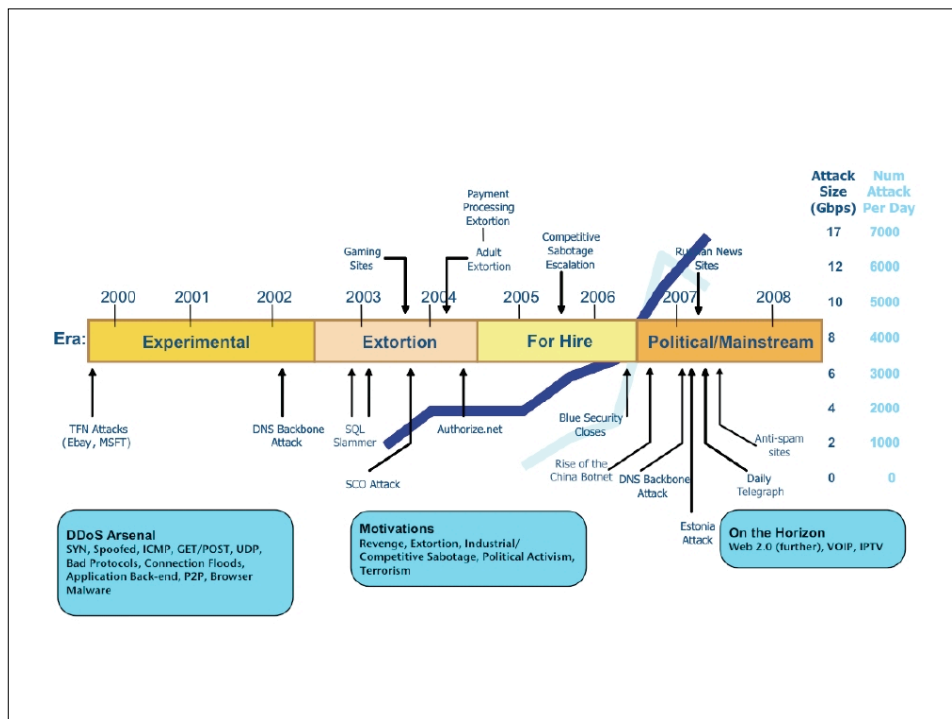 Attack
Size
(Gbps)
Num
Attack
Per Day
Payment
Processing
Extortion
Gaming
Sites
Adult
Extortion
Competitive
Sabotage
Escalation
Sites
News
17 7000
12 6000
10 5000
8 4000
6 3000
4 2000
2 1000
0 0
2000 2001 2002 2003 2004 2005 2006 2007 2008
Era: Experimental Extortion For Hire Political/Mainstream
TFN Attacks
(Ebay, MSFT)
DNS Backbone
Attack
SQL
Slammer
SCO Attack
Authorize.net
Blue Security
Closes
Rise of the
China Botnet
DNS Backbone
Attack
Estonia
Attack
Daily
Telegraph
Anti-spam
sites
DDoS Arsenal
SYN, Spoofed, ICMP, GET/POST, UDP,
Bad Protocols, Connection Floods,
Application Back-end, P2P, Browser
Malware
Motivations
Revenge, Extortion, Industrial/
Competitive Sabotage, Political Activism,
Terrorism
On the Horizon
Web 2.0 (further), VOIP, IPTV